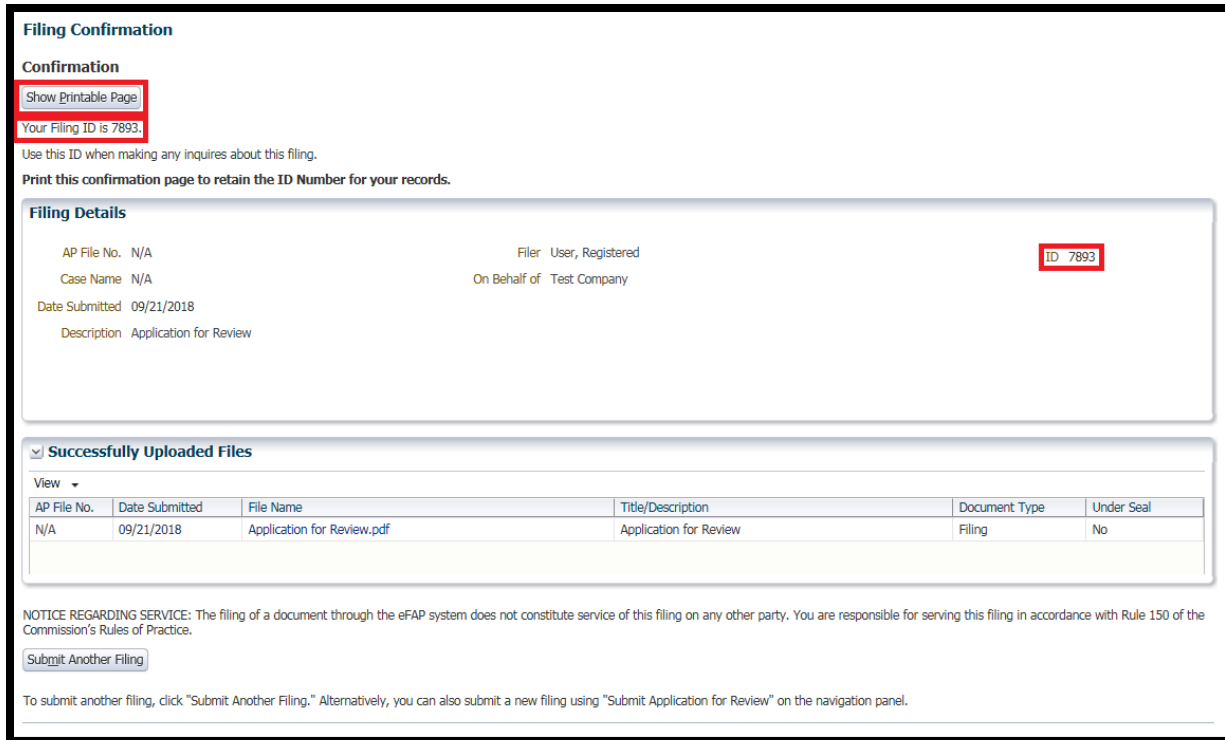 Filing Confirmation
Confirmation
Show Printable Page
Your Filing ID is 7893.
Use this ID when making any inquires about this filing.
Print this confirmation page to retain the ID Number for your records.
Filing Details
AP File No. N/A Filer User, Registered ID 7893
Case Name N/A On Behalf of Test Company
Date Submitted 09/21/2018
Description Application for Review
Successfully Uploaded Files
View
AP File No. Date Submitted File Name Title/Description Document Type Under Seal
N/A 09/21/2018 Application for Review.pdf Application for Review Filing No
NOTICE REGARDING SERVICE: The filing of a document through the eFAP system does not constitute service of this filing on any other party. You are responsible for serving this filing in accordance with Rule 150 of the
Commission's Rules of Practice.
Submit Another Filing
To submit another filing, click "Submit Another Filing." Alternatively, you can also submit a new filing using "Submit Application for Review" on the navigation panel.